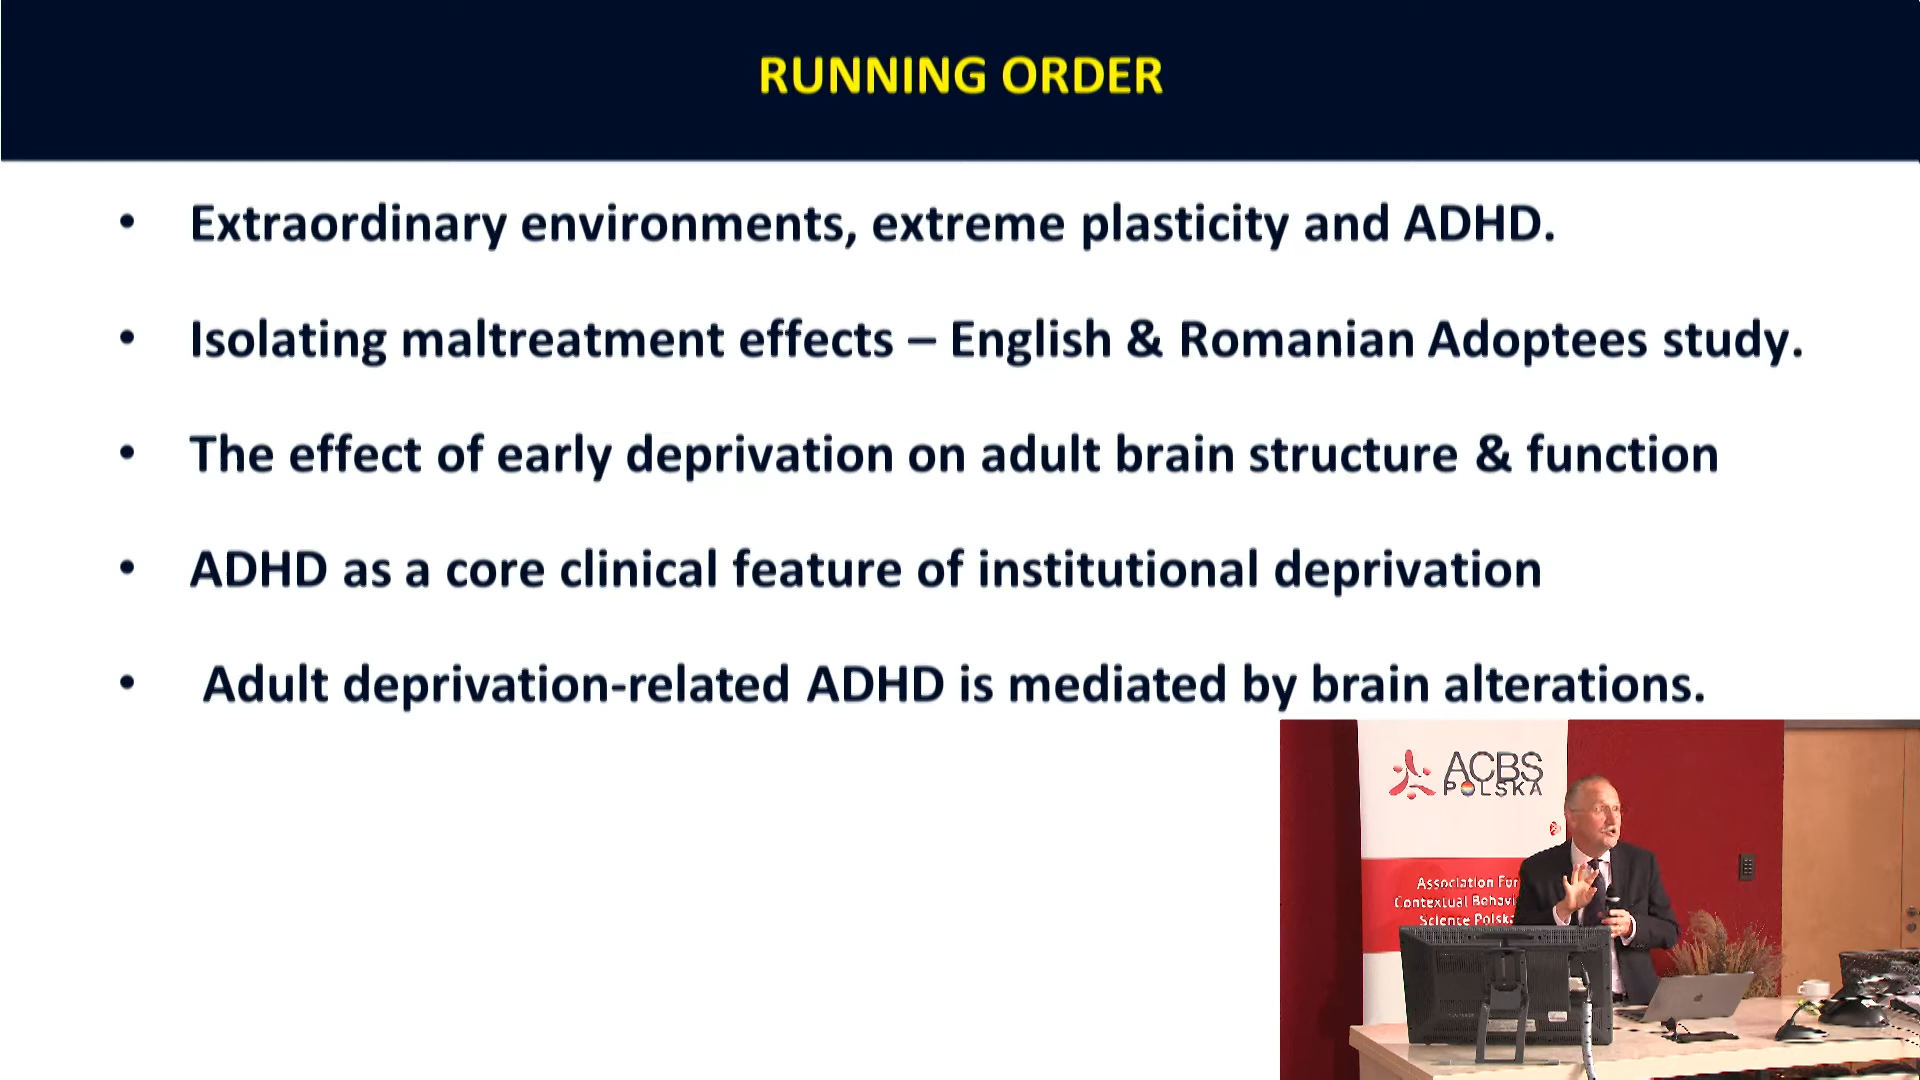 RUNNING ORDER
• Extraordinary environments, extreme plasticity and ADHD.
• Isolating maltreatment effects – English & Romanian Adoptees study.
• The effect of early deprivation on adult brain structure & function
• ADHD as a core clinical feature of institutional deprivation
• Adult deprivation-related ADHD is mediated by brain alterations.
ACBS
POLSKA
Association For
Contextual Behavi
Science Polska